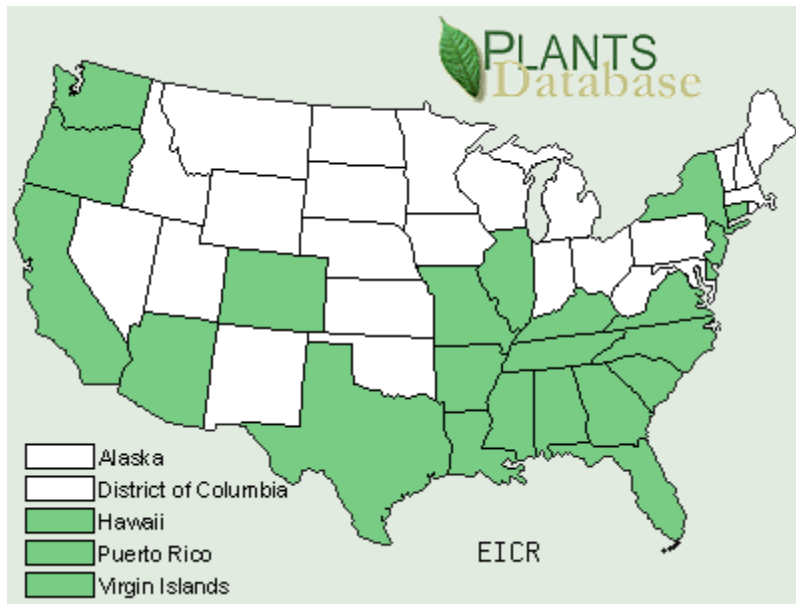 PLANTS
Database
Alaska
District of Columbia
Hawaii
Puerto Rico
Virgin Islands
EICR